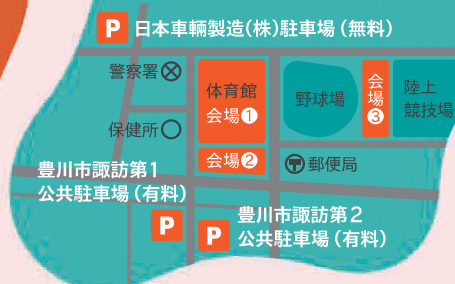 P 日本車輌製造(株)駐車場(無料)
警察署
体育館
会場❶
野球場
会場❸
陸上
競技場
保健所
会場❷
〒郵便局
豊川市諏訪第1
公共駐車場(有料)
P
P
豊川市諏訪第2
公共駐車場(有料)